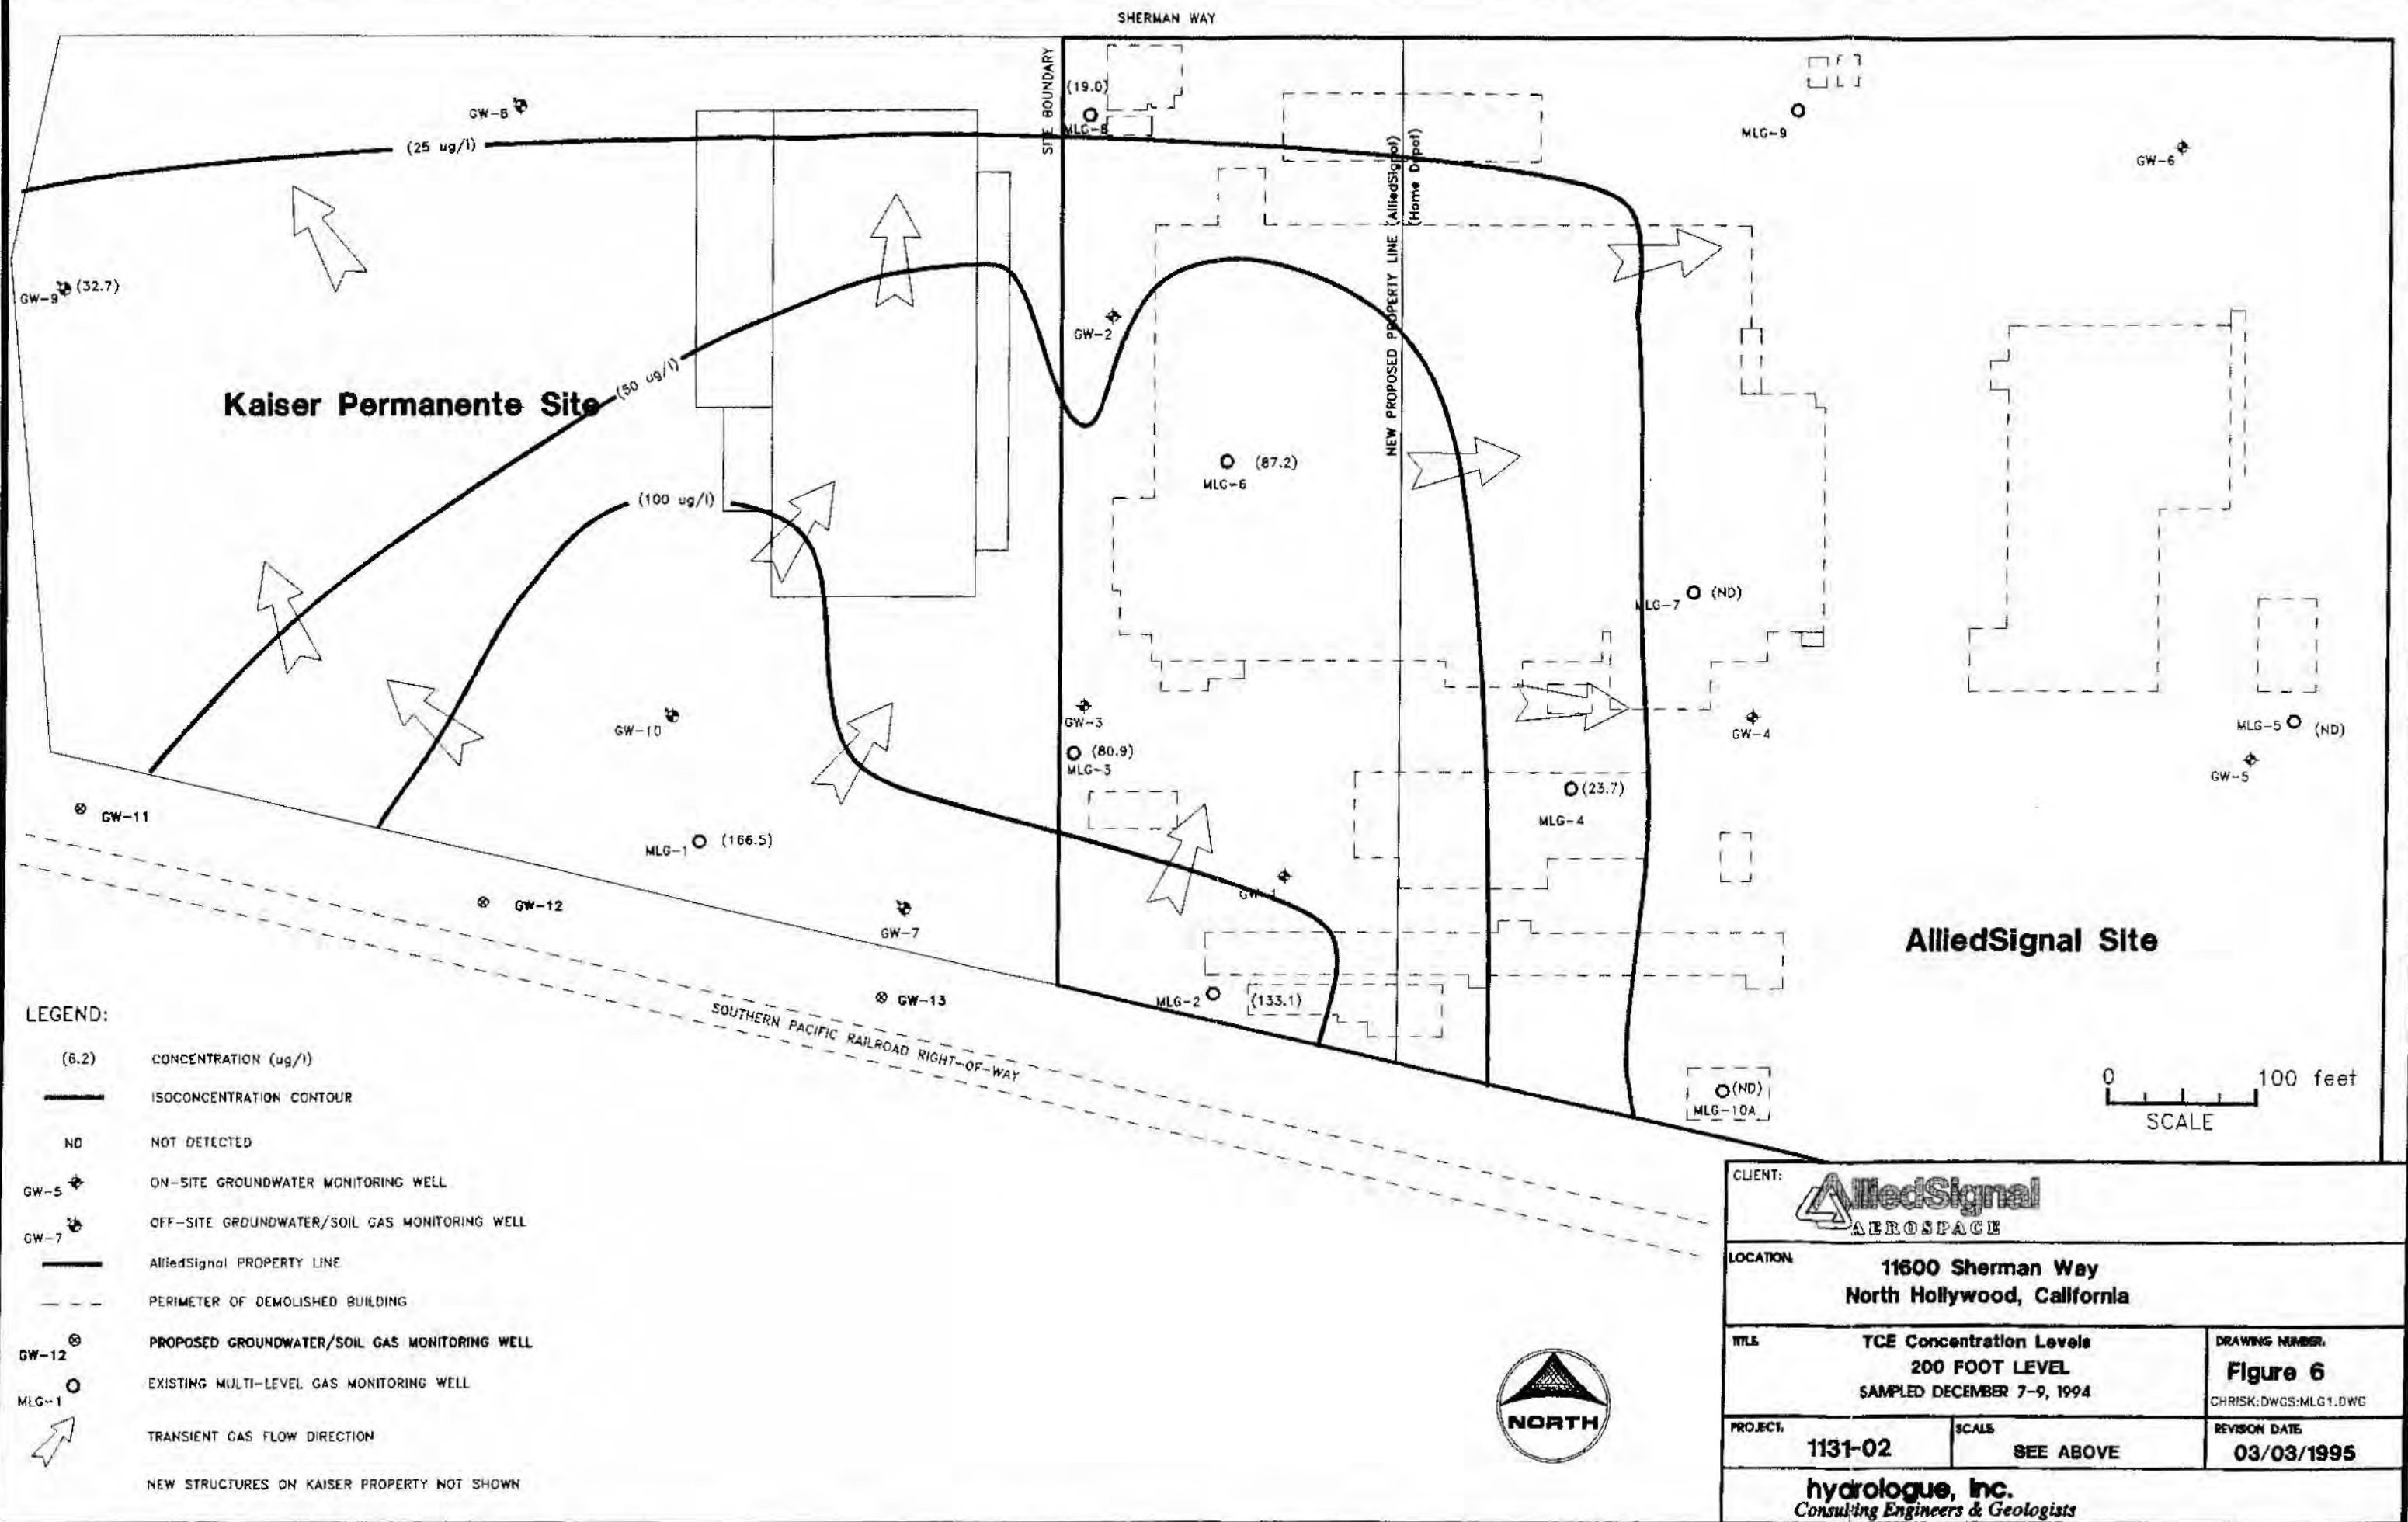 SHERMAN WAY
SITE BOUNDARY
(19.0)
MLG-8
GW-8
(25 ug/l)
NEW PROPOSED PROPERTY LINE
(AlliedSignal)
(Home Depot)
MLG-9
GW-6
GW-9 (32.7)
GW-2
(50 ug/l)
Kaiser Permanente Site
(87.2)
MLG-6
(100 ug/l)
MLG-7 (ND)
GW-10
GW-3
(80.9)
MLG-3
GW-4
MLG-5 (ND)
GW-5
(23.7)
MLG-4
GW-11
MLG-1 (166.5)
GW-1
GW-12
GW-7
AlliedSignal Site
GW-13
MLG-2 (133.1)
SOUTHERN PACIFIC RAILROAD RIGHT-OF-WAY
(ND)
MLG-10A
0 100 feet
SCALE
LEGEND:
(6.2) CONCENTRATION (ug/l)
ISOCONCENTRATION CONTOUR
ND NOT DETECTED
GW-5 ON-SITE GROUNDWATER MONITORING WELL
GW-7 OFF-SITE GROUNDWATER/SOIL GAS MONITORING WELL
AlliedSignal PROPERTY LINE
PERIMETER OF DEMOLISHED BUILDING
GW-12 PROPOSED GROUNDWATER/SOIL GAS MONITORING WELL
MLG-1 EXISTING MULTI-LEVEL GAS MONITORING WELL
TRANSIENT GAS FLOW DIRECTION
NEW STRUCTURES ON KAISER PROPERTY NOT SHOWN
NORTH
CLIENT:
AlliedSignal
AEROSPACE
LOCATION:
11600 Sherman Way
North Hollywood, California
TITLE:
TCE Concentration Levels
200 FOOT LEVEL
SAMPLED DECEMBER 7-9, 1994
DRAWING NUMBER:
Figure 6
CHRISK:DWGS:MLG1.DWG
PROJECT:
1131-02
SCALE:
SEE ABOVE
REVISION DATE:
03/03/1995
hydrologue, Inc.
Consulting Engineers & Geologists